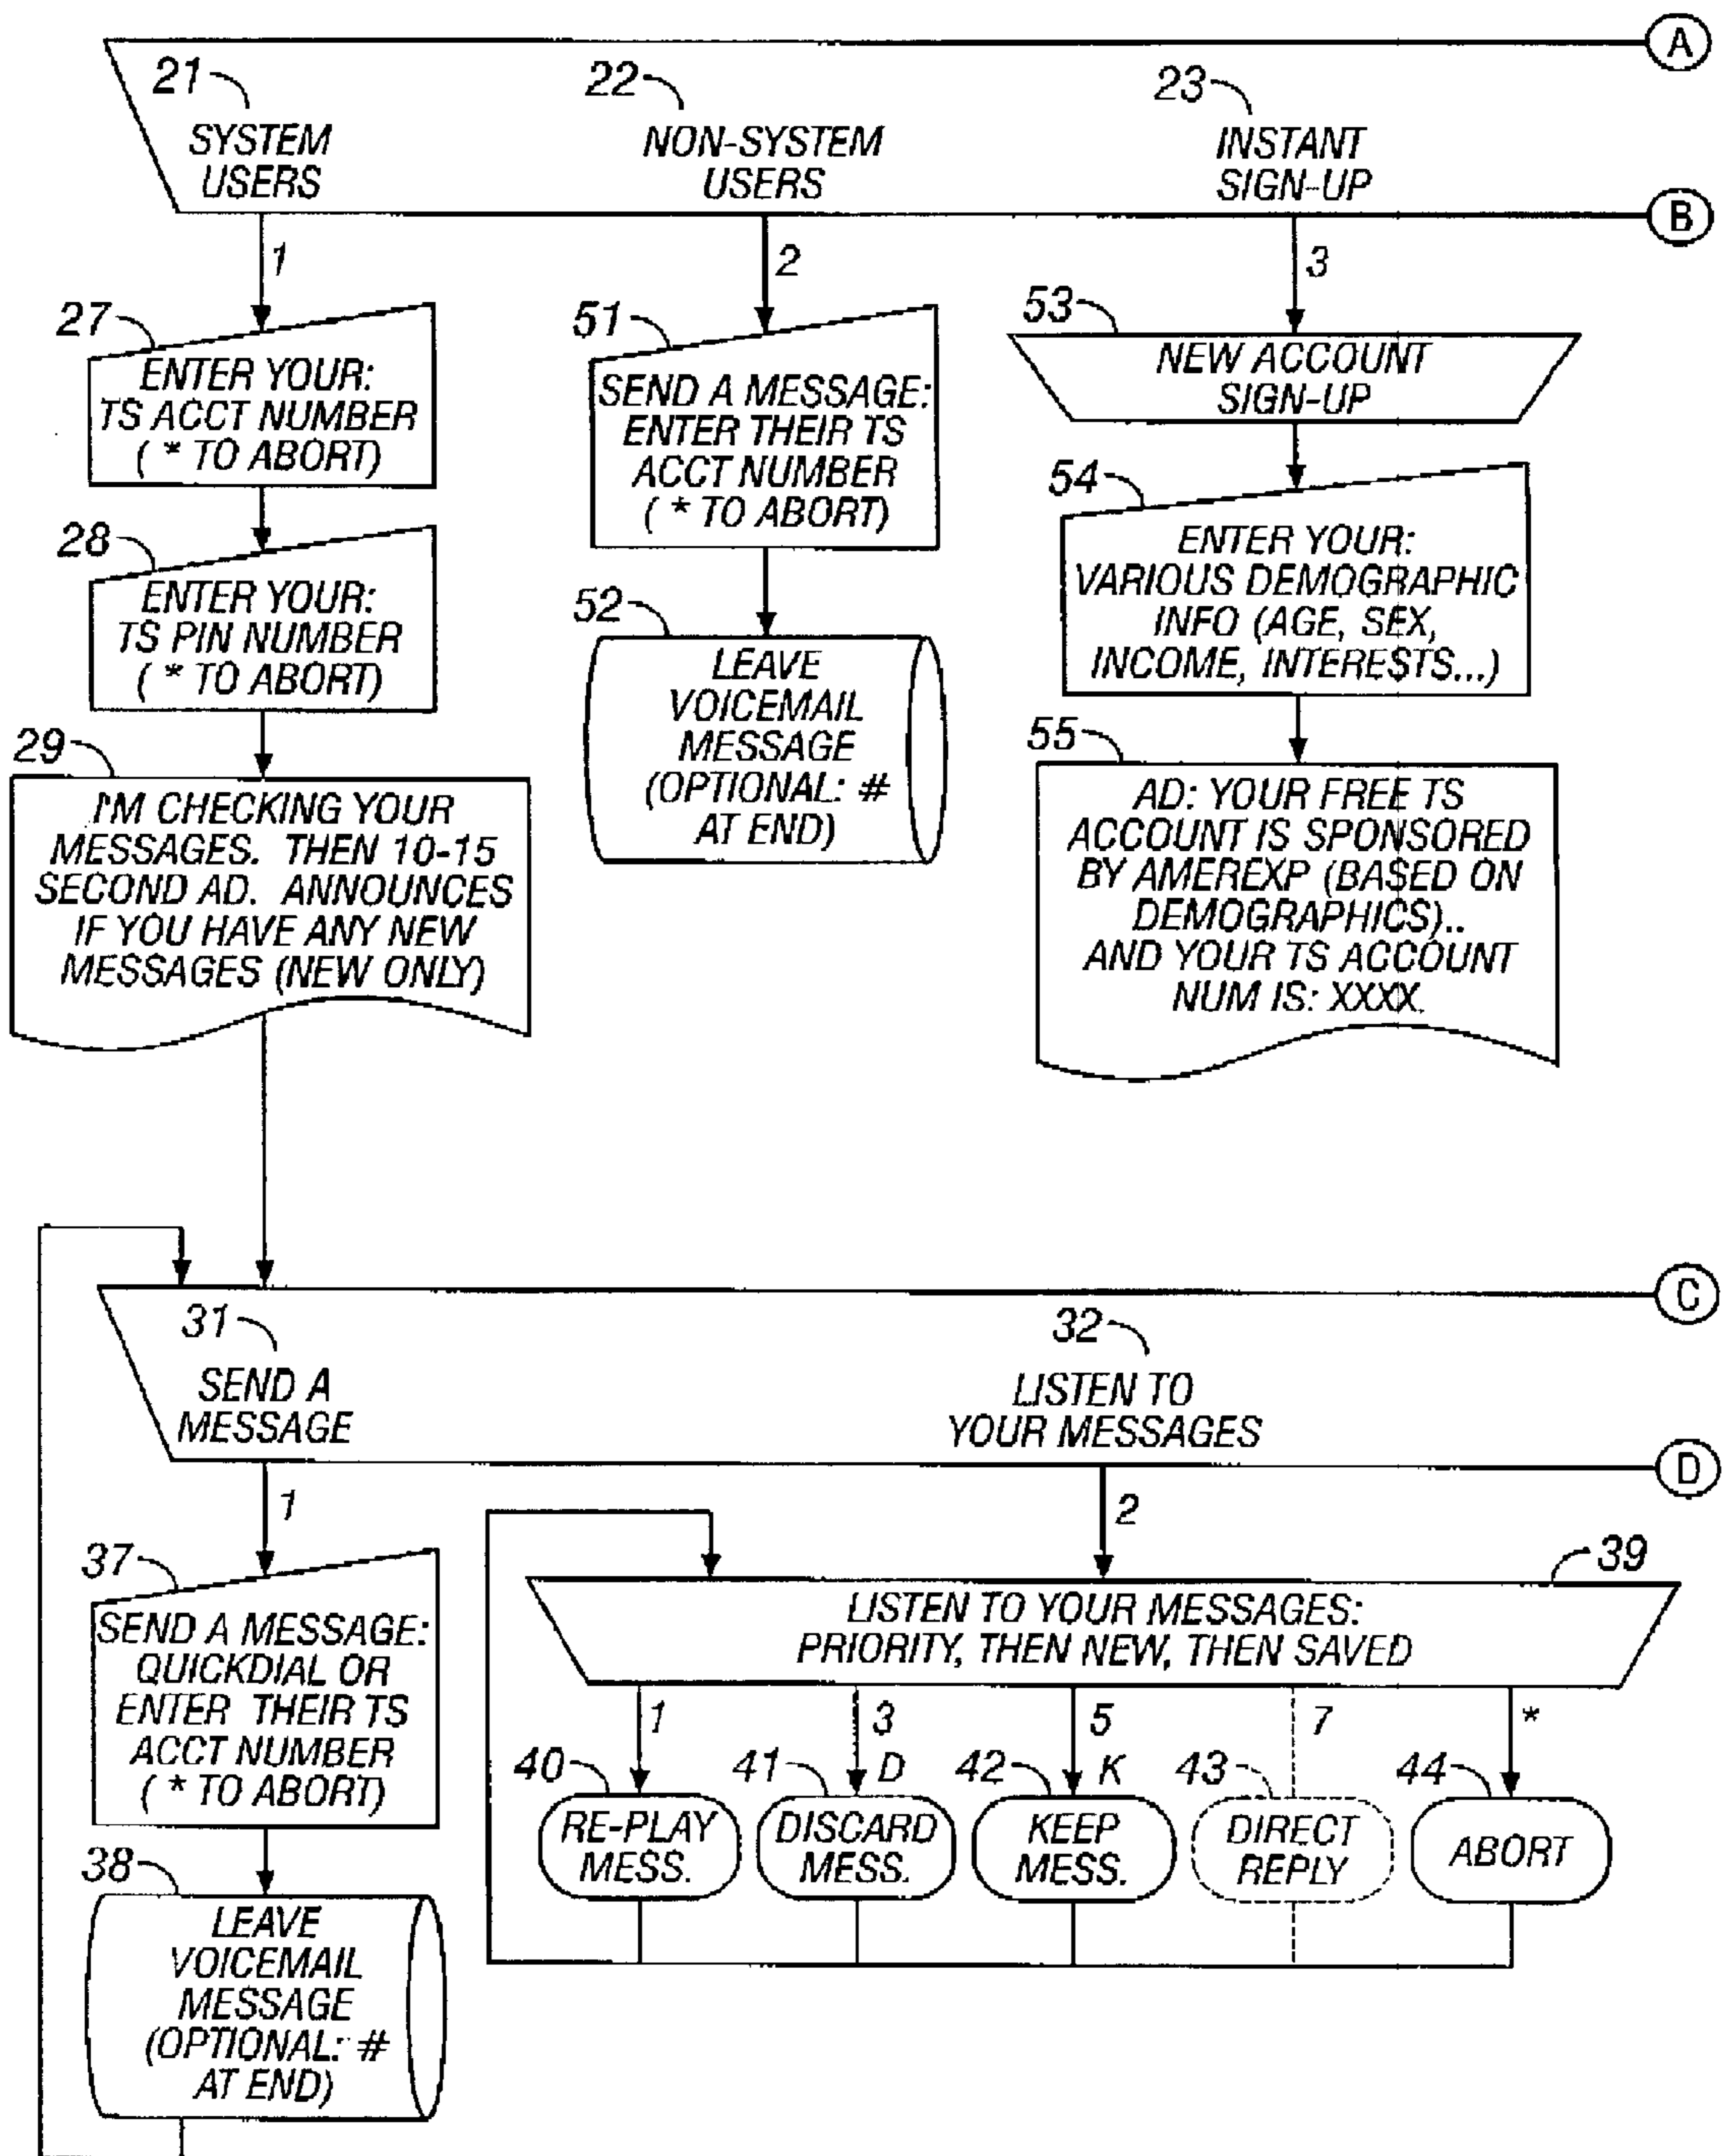 A
21
SYSTEM
USERS
22
NON-SYSTEM
USERS
23
INSTANT
SIGN-UP
B
1
2
3
27
ENTER YOUR:
TS ACCT NUMBER
( * TO ABORT)
28
ENTER YOUR:
TS PIN NUMBER
( * TO ABORT)
29
I'M CHECKING YOUR
MESSAGES. THEN 10-15
SECOND AD. ANNOUNCES
IF YOU HAVE ANY NEW
MESSAGES (NEW ONLY)
51
SEND A MESSAGE:
ENTER THEIR TS
ACCT NUMBER
( * TO ABORT)
52
LEAVE
VOICEMAIL
MESSAGE
(OPTIONAL: #
AT END)
53
NEW ACCOUNT
SIGN-UP
54
ENTER YOUR:
VARIOUS DEMOGRAPHIC
INFO (AGE, SEX,
INCOME, INTERESTS...)
55
AD: YOUR FREE TS
ACCOUNT IS SPONSORED
BY AMEREXP (BASED ON
DEMOGRAPHICS)..
AND YOUR TS ACCOUNT
NUM IS: XXXX.
C
31
SEND A
MESSAGE
32
LISTEN TO
YOUR MESSAGES
D
1
2
37
SEND A MESSAGE:
QUICKDIAL OR
ENTER THEIR TS
ACCT NUMBER
( * TO ABORT)
38
LEAVE
VOICEMAIL
MESSAGE
(OPTIONAL: #
AT END)
39
LISTEN TO YOUR MESSAGES:
PRIORITY, THEN NEW, THEN SAVED
1
3
D
5
K
7
*
40
RE-PLAY
MESS.
41
DISCARD
MESS.
42
KEEP
MESS.
43
DIRECT
REPLY
44
ABORT